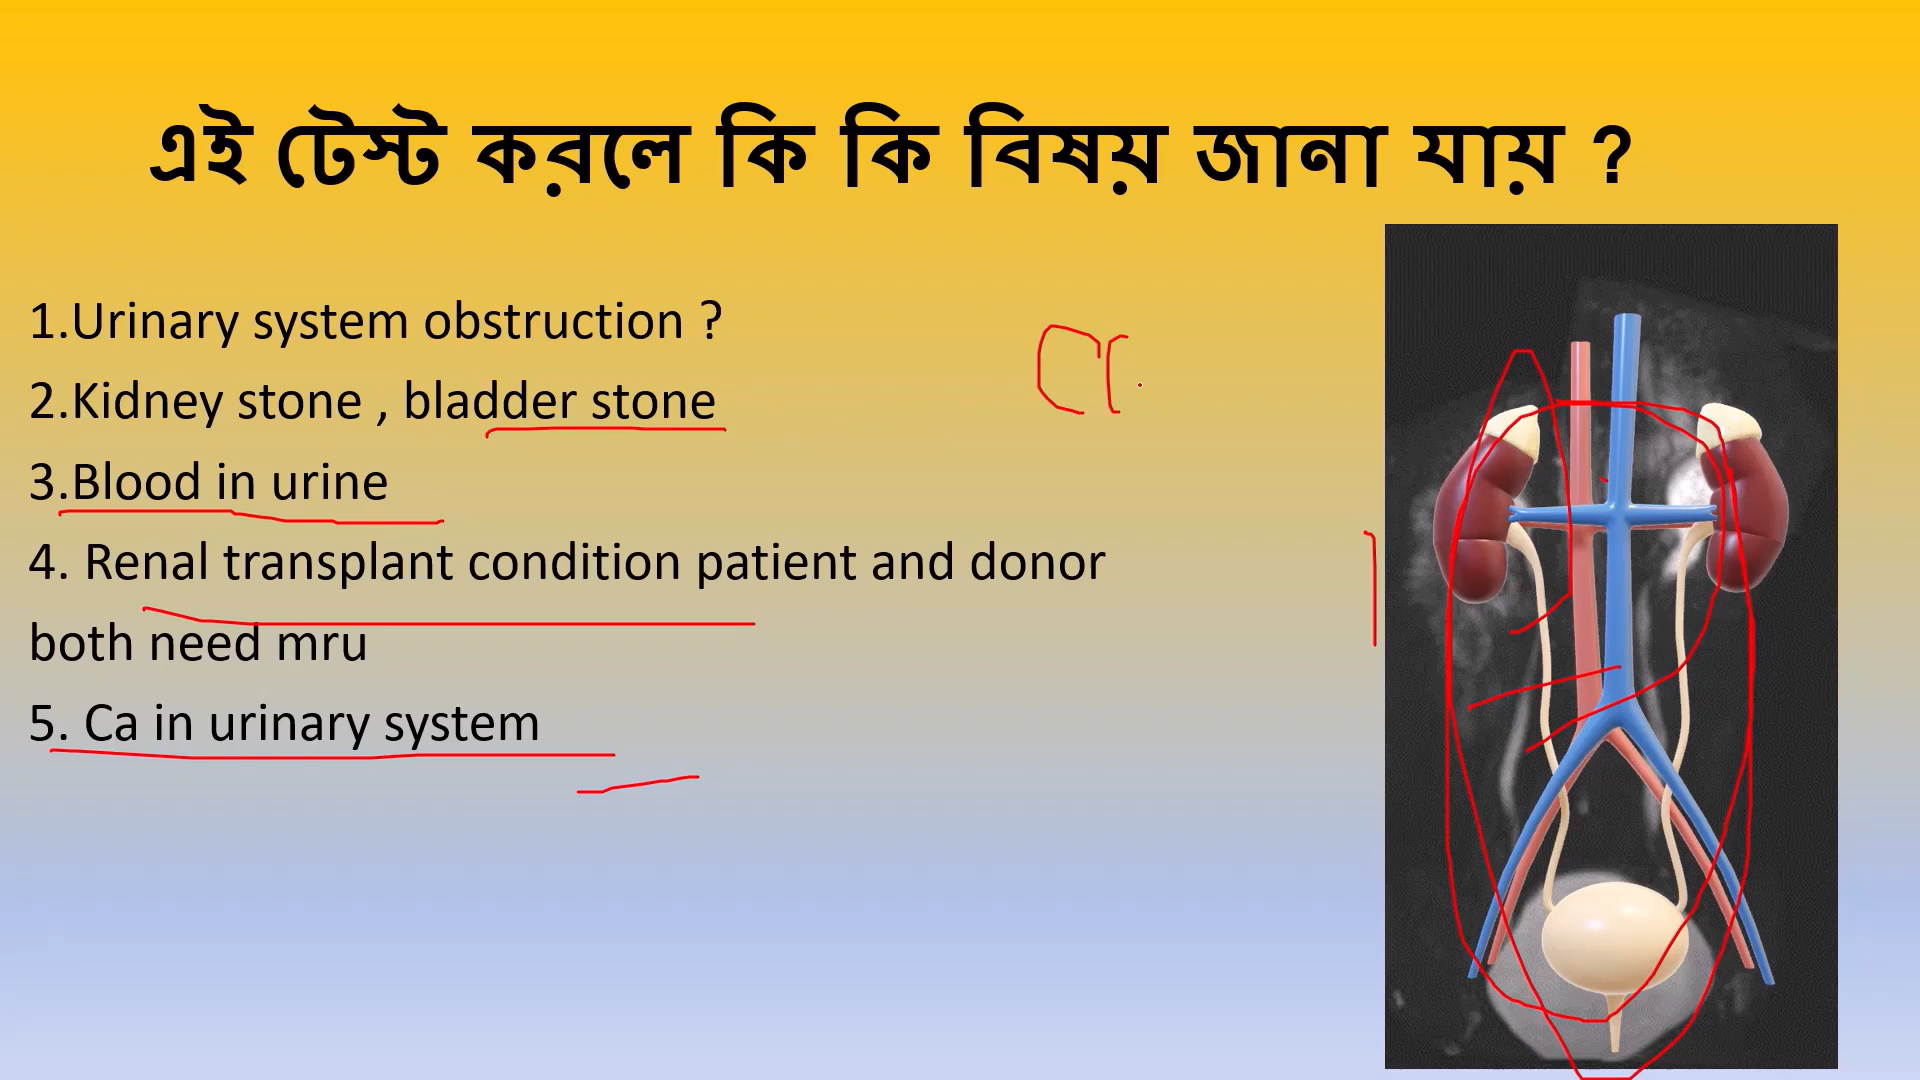 এই টেস্ট করলে কি কি বিষয় জানা যায় ?
1.Urinary system obstruction ?
2.Kidney stone , bladder stone
3.Blood in urine
4. Renal transplant condition patient and donor
both need mru
5. Ca in urinary system